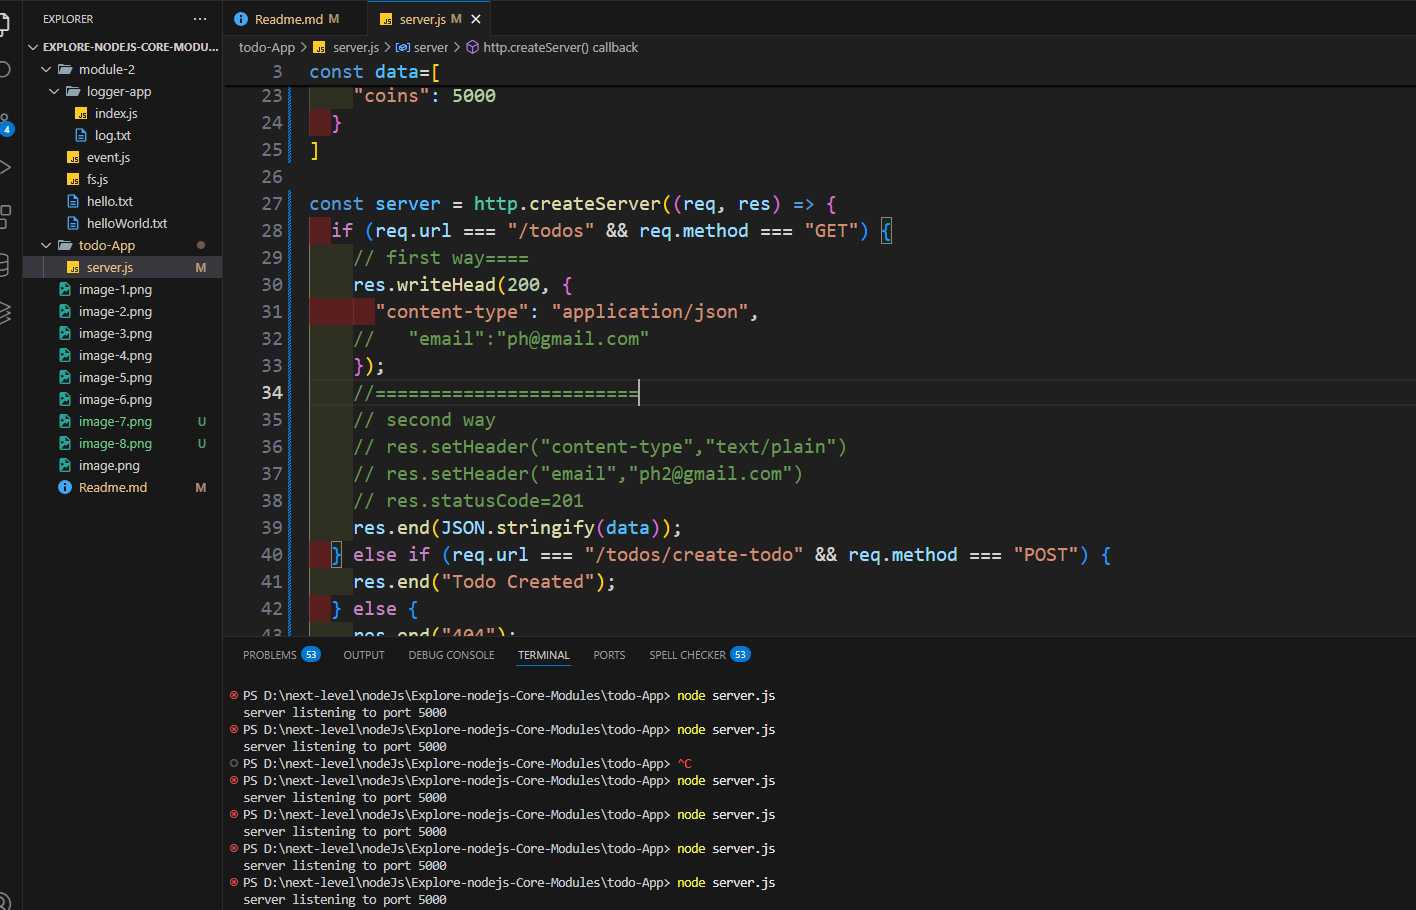 EXPLORER
EXPLORE-NODEJS-CORE-MODU...
module-2
logger-app
index.js
log.txt
event.js
fs.js
hello.txt
helloWorld.txt
todo-App
server.js M
image-1.png
image-2.png
image-3.png
image-4.png
image-5.png
image-6.png
image-7.png U
image-8.png U
image.png
Readme.md M
4
Readme.md M
server.js M
todo-App > server.js > server > http.createServer() callback
3 const data=[
23 "coins": 5000
24 }
25 ]
26
27 const server = http.createServer((req, res) => {
28 if (req.url === "/todos" && req.method === "GET") {
29 // first way====
30 res.writeHead(200, {
31 "content-type": "application/json",
32 //   "email":"ph@gmail.com"
33 });
34 //========================
35 // second way
36 // res.setHeader("content-type","text/plain")
37 // res.setHeader("email","ph2@gmail.com")
38 // res.statusCode=201
39 res.end(JSON.stringify(data));
40 } else if (req.url === "/todos/create-todo" && req.method === "POST") {
41 res.end("Todo Created");
42 } else {
43 res.end("404");
PROBLEMS 53 OUTPUT DEBUG CONSOLE TERMINAL PORTS SPELL CHECKER 53
PS D:\next-level\nodeJs\Explore-nodejs-Core-Modules\todo-App> node server.js
server listening to port 5000
PS D:\next-level\nodeJs\Explore-nodejs-Core-Modules\todo-App> node server.js
server listening to port 5000
PS D:\next-level\nodeJs\Explore-nodejs-Core-Modules\todo-App> ^C
PS D:\next-level\nodeJs\Explore-nodejs-Core-Modules\todo-App> node server.js
server listening to port 5000
PS D:\next-level\nodeJs\Explore-nodejs-Core-Modules\todo-App> node server.js
server listening to port 5000
PS D:\next-level\nodeJs\Explore-nodejs-Core-Modules\todo-App> node server.js
server listening to port 5000
PS D:\next-level\nodeJs\Explore-nodejs-Core-Modules\todo-App> node server.js
server listening to port 5000